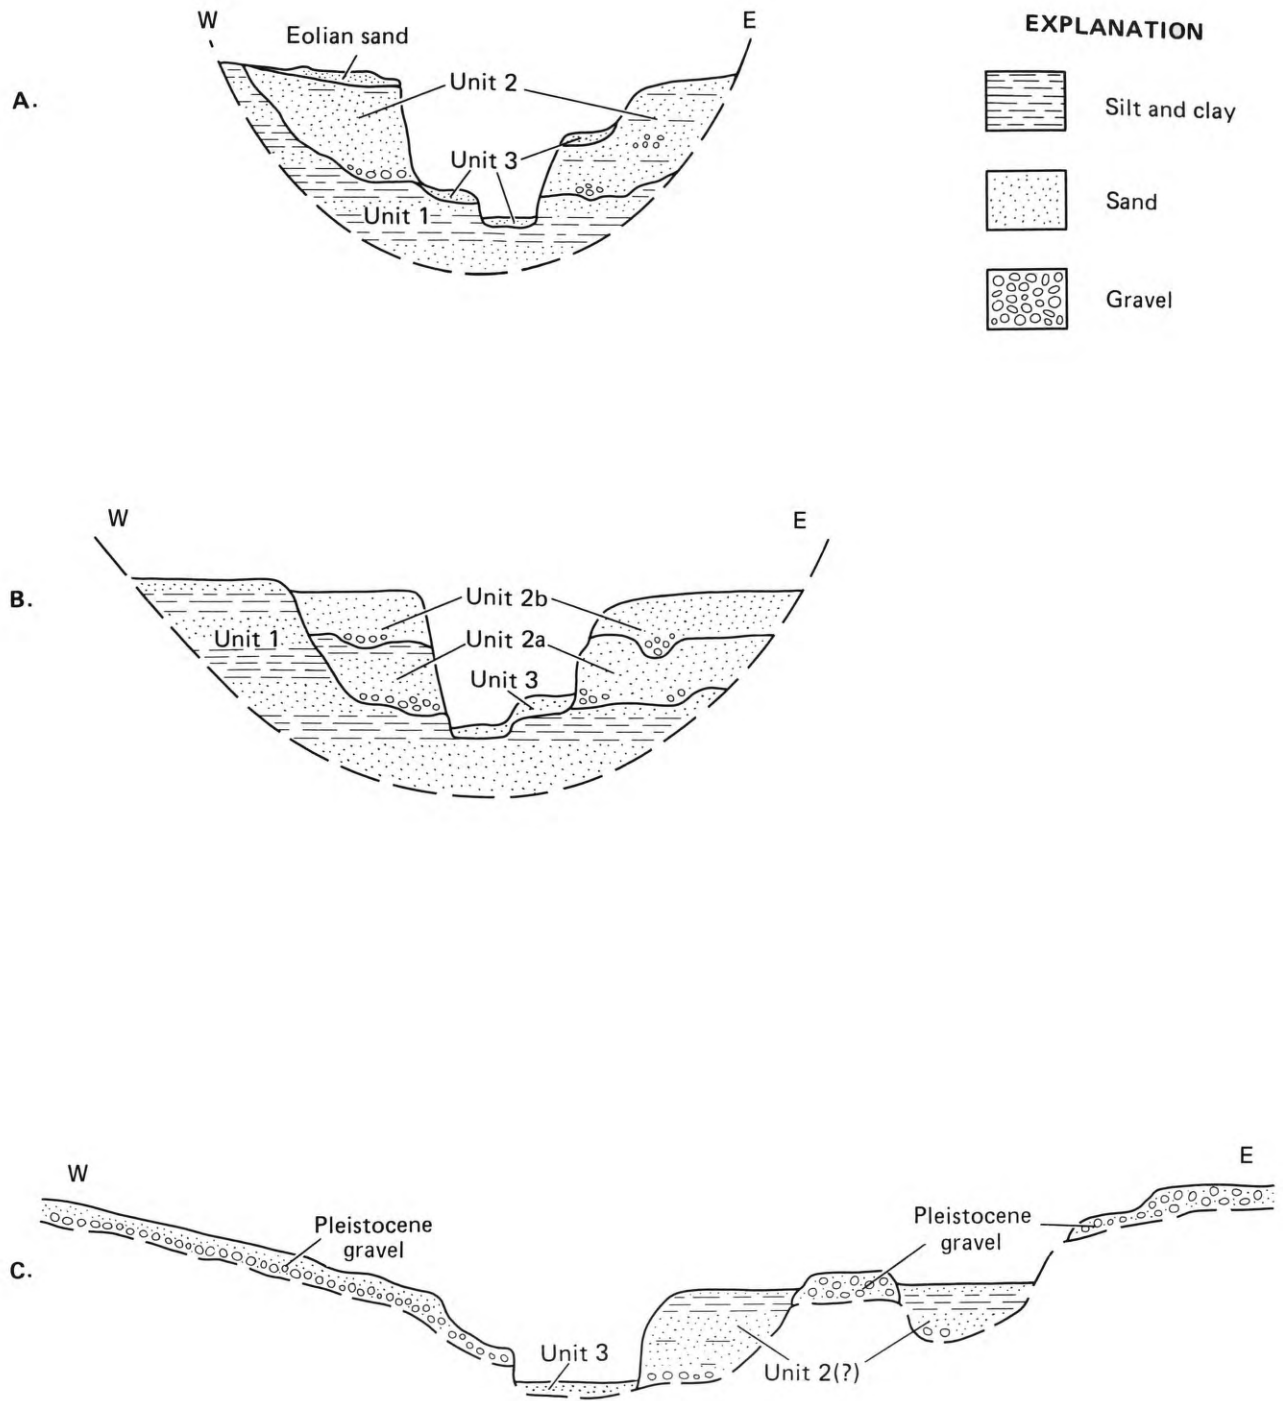 W
E
EXPLANATION
Eolian sand
A.
Unit 2
Silt and clay
Unit 3
Sand
Unit 1
Gravel
W
E
B.
Unit 2b
Unit 1
Unit 2a
Unit 3
W
E
Pleistocene
gravel
Pleistocene
gravel
C.
Unit 3
Unit 2(?)